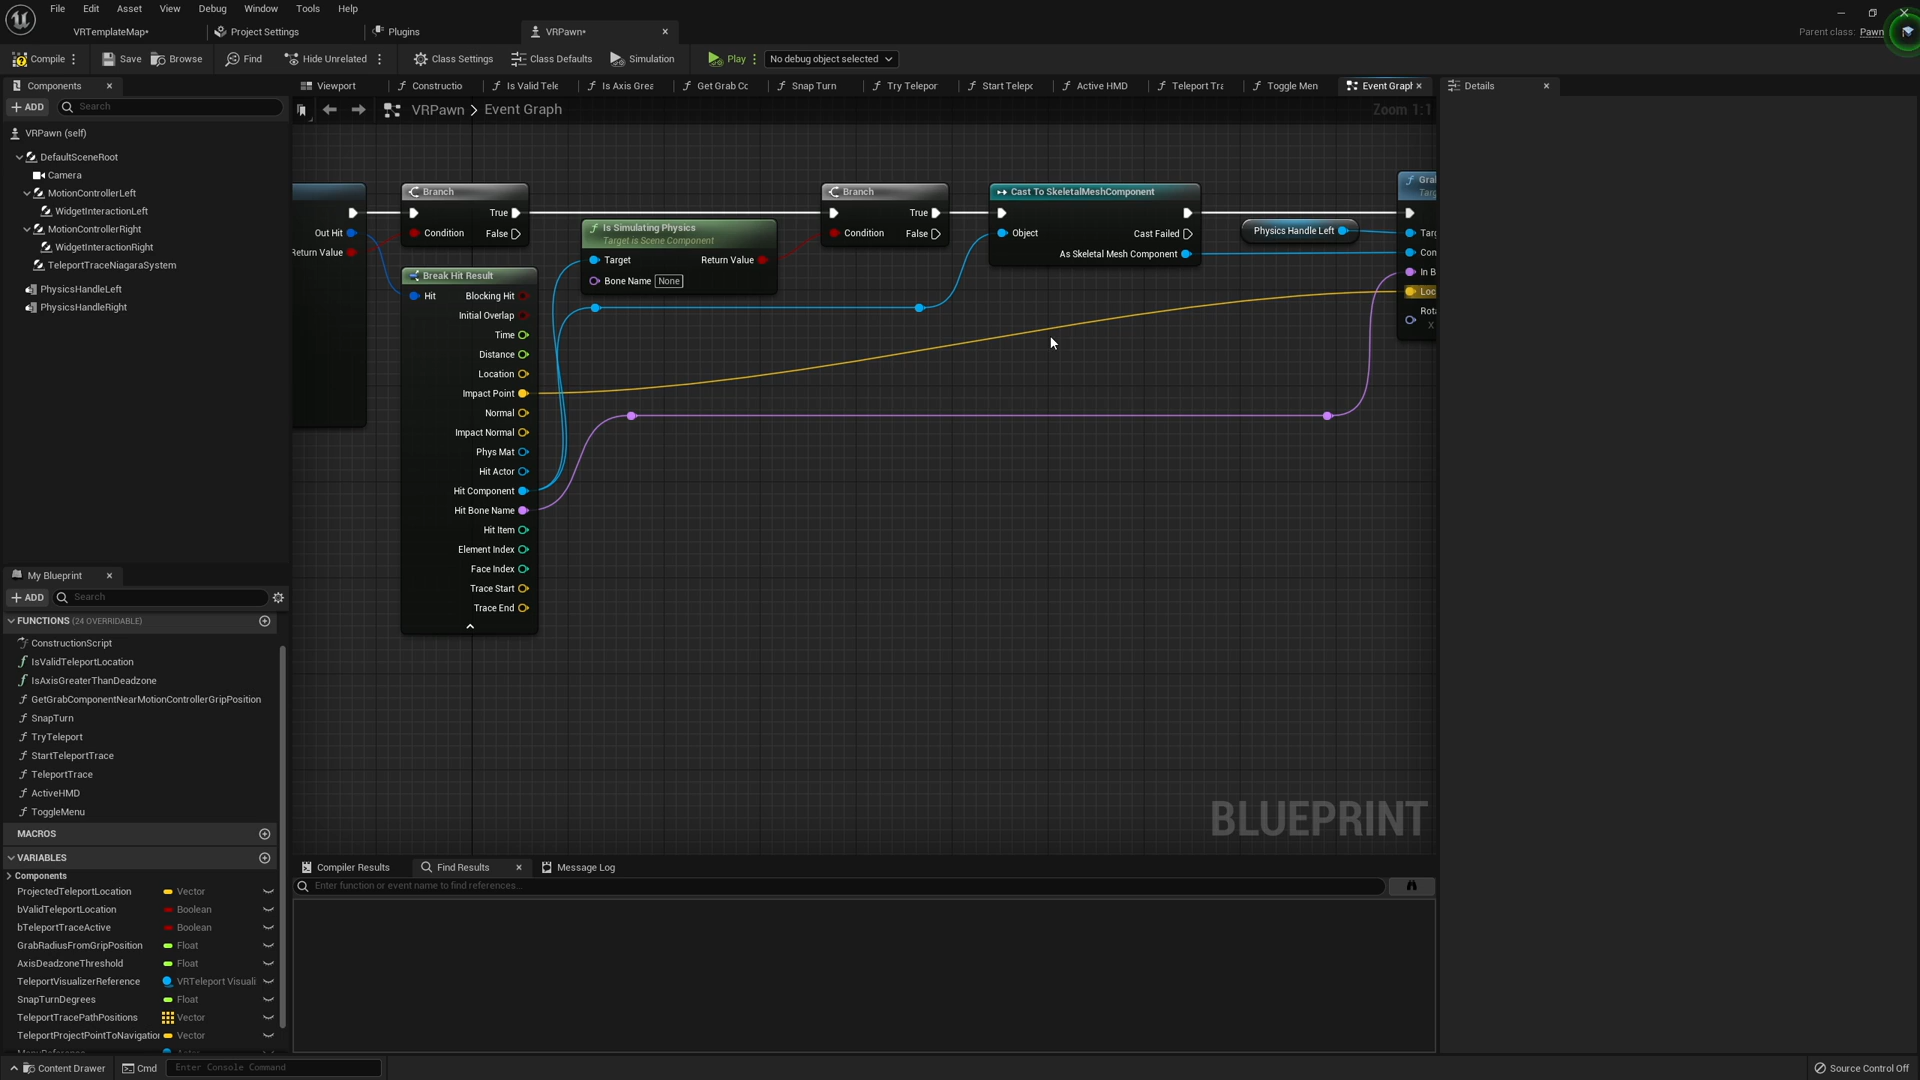 File Edit Asset View Window Debug Tools Help
VRTemplateMap* Project Settings Plugins VRPawn*
Parent class: Pawn
Compile Save Browse Find Hide Unrelated Class Settings Class Defaults Simulation Play No debug object selected
Components
ADD Search
VRPawn (self)
DefaultSceneRoot
Camera
MotionControllerLeft
WidgetInteractionLeft
MotionControllerRight
WidgetInteractionRight
TeleportTraceNiagaraSystem
PhysicsHandleLeft
PhysicsHandleRight
My Blueprint
ADD Search
FUNCTIONS (24 OVERRIDABLE)
ConstructionScript
IsValidTeleportLocation
IsAxisGreaterThanDeadzone
GetGrabComponentNearMotionControllerGripPosition
SnapTurn
TryTeleport
StartTeleportTrace
TeleportTrace
ActiveHMD
ToggleMenu
MACROS
VARIABLES
Components
ProjectedTeleportLocation Vector
bValidTeleportLocation Boolean
bTeleportTraceActive Boolean
GrabRadiusFromGripPosition Float
AxisDeadzoneThreshold Float
TeleportVisualizerReference VRTeleport Visuali
SnapTurnDegrees Float
TeleportTracePathPositions Vector
TeleportProjectPointToNavigation Vector
Viewport Constructio Is Valid Tele Is Axis Grea Get Grab Co Snap Turn Try Telepor Start Telepo Active HMD Teleport Tra Toggle Men Event Graph
VRPawn > Event Graph
Zoom 1:1
Out Hit
Return Value
Branch
True
Condition False
Break Hit Result
Hit Blocking Hit
Initial Overlap
Time
Distance
Location
Impact Point
Normal
Impact Normal
Phys Mat
Hit Actor
Hit Component
Hit Bone Name
Hit Item
Element Index
Face Index
Trace Start
Trace End
Is Simulating Physics
Target is Scene Component
Target Return Value
Bone Name None
Branch
True
Condition False
Cast To SkeletalMeshComponent
Object Cast Failed
As Skeletal Mesh Component
Physics Handle Left
Gra
Targ
Targ
Con
In B
Loc
Rota
X
BLUEPRINT
Compiler Results Find Results Message Log
Enter function or event name to find references...
Details
Content Drawer Cmd Enter Console Command
Source Control Off